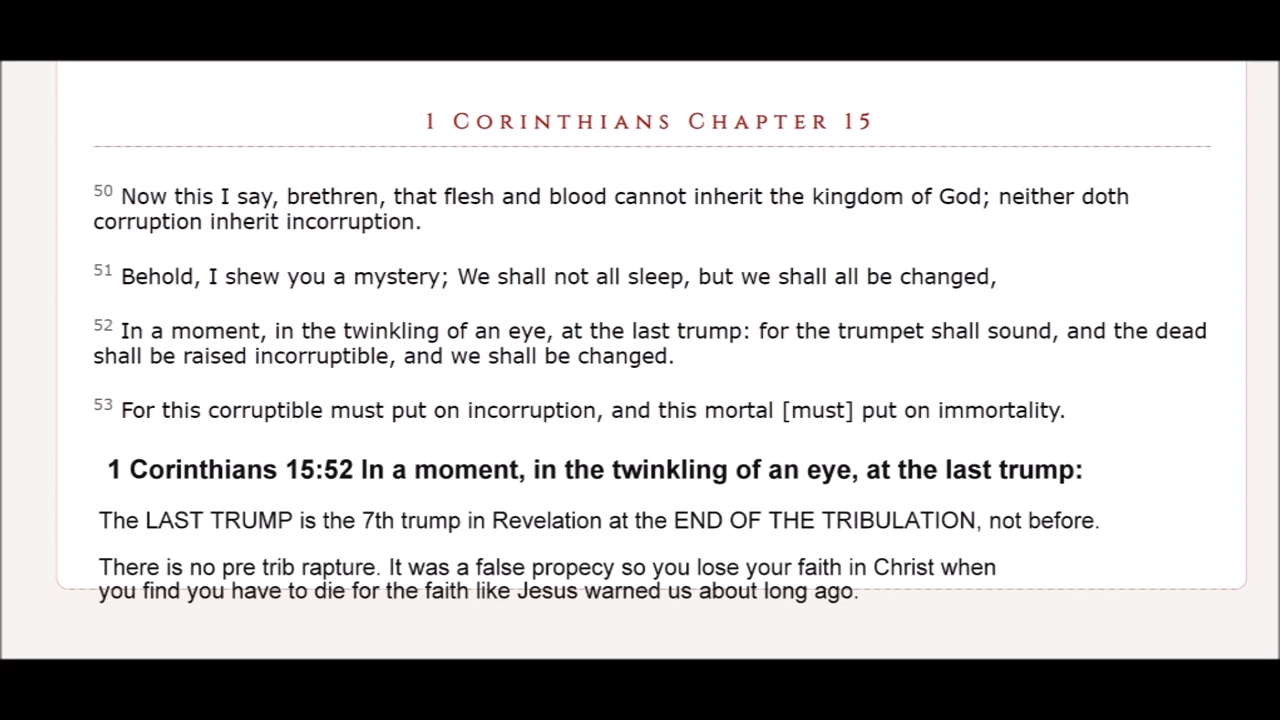 1 Corinthians Chapter 15
50 Now this I say, brethren, that flesh and blood cannot inherit the kingdom of God; neither doth
corruption inherit incorruption.
51 Behold, I shew you a mystery; We shall not all sleep, but we shall all be changed,
52 In a moment, in the twinkling of an eye, at the last trump: for the trumpet shall sound, and the dead
shall be raised incorruptible, and we shall be changed.
53 For this corruptible must put on incorruption, and this mortal [must] put on immortality.
1 Corinthians 15:52 In a moment, in the twinkling of an eye, at the last trump:
The LAST TRUMP is the 7th trump in Revelation at the END OF THE TRIBULATION, not before.
There is no pre trib rapture. It was a false propecy so you lose your faith in Christ when
you find you have to die for the faith like Jesus warned us about long ago.